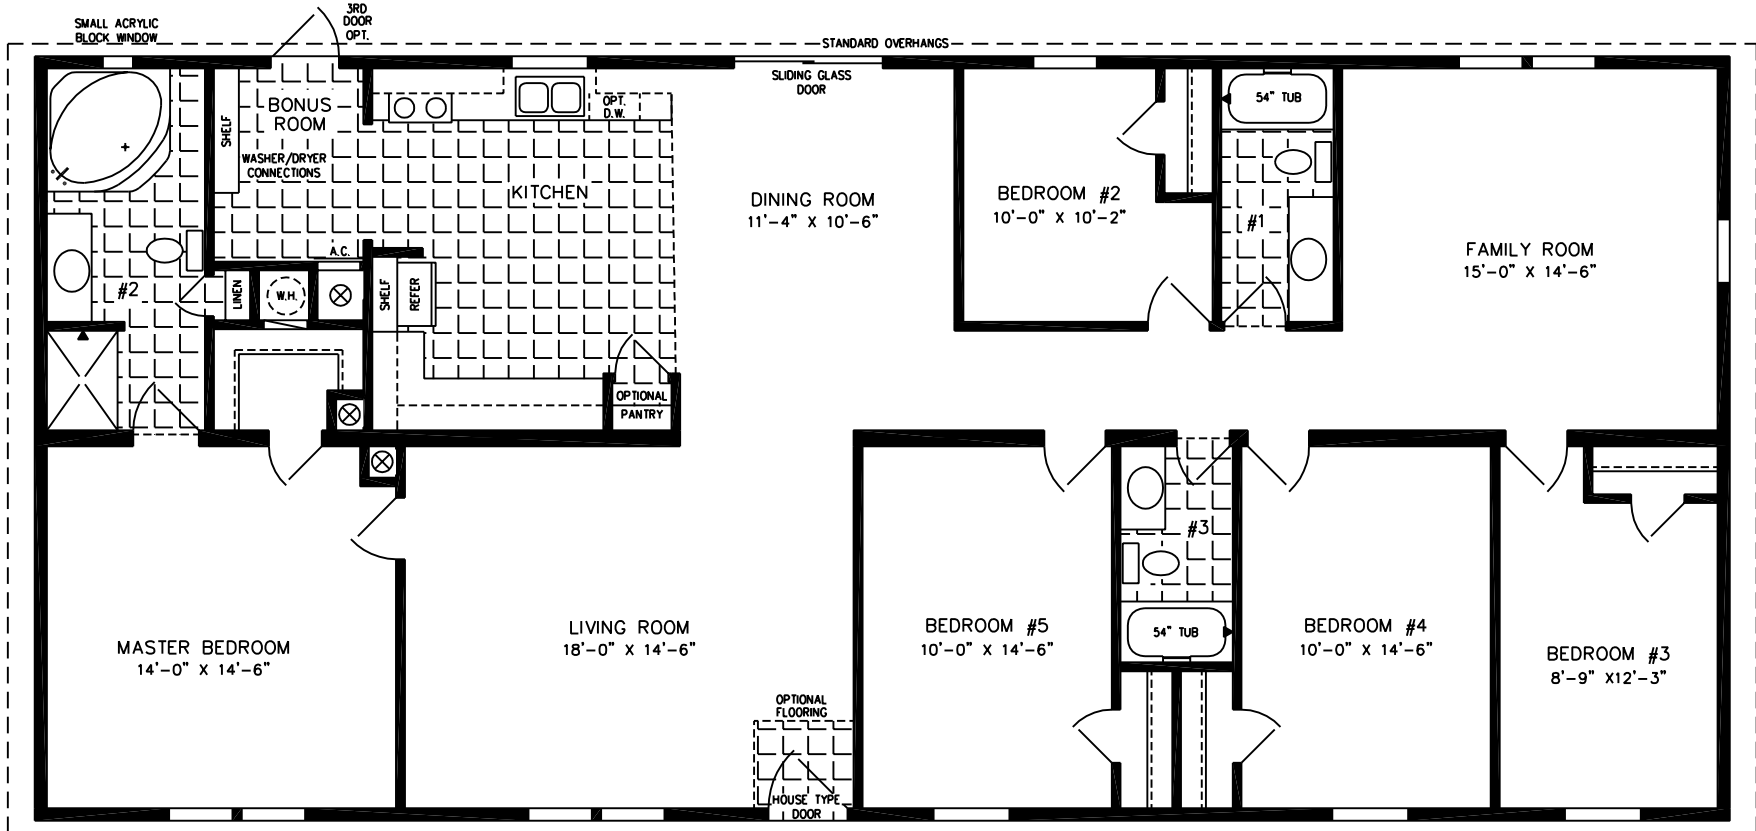 SMALL ACRYLIC
BLOCK WINDOW
3RD
DOOR
OPT.
STANDARD OVERHANGS
SLIDING GLASS
DOOR
BONUS
ROOM
SHELF
WASHER/DRYER
CONNECTIONS
OPT.
D.W.
KITCHEN
DINING ROOM
11'-4" X 10'-6"
BEDROOM #2
10'-0" X 10'-2"
54" TUB
#1
FAMILY ROOM
15'-0" X 14'-6"
A.C.
#2
LINEN
W.H.
SHELF
REFER
OPTIONAL
PANTRY
MASTER BEDROOM
14'-0" X 14'-6"
LIVING ROOM
18'-0" X 14'-6"
OPTIONAL
FLOORING
HOUSE TYPE
DOOR
BEDROOM #5
10'-0" X 14'-6"
#3
54" TUB
BEDROOM #4
10'-0" X 14'-6"
BEDROOM #3
8'-9" X12'-3"